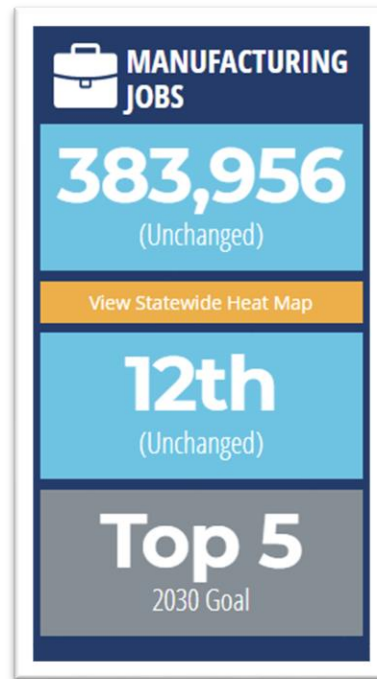 MANUFACTURING
JOBS
383,956
(Unchanged)
View Statewide Heat Map
12th
(Unchanged)
Top 5
2030 Goal